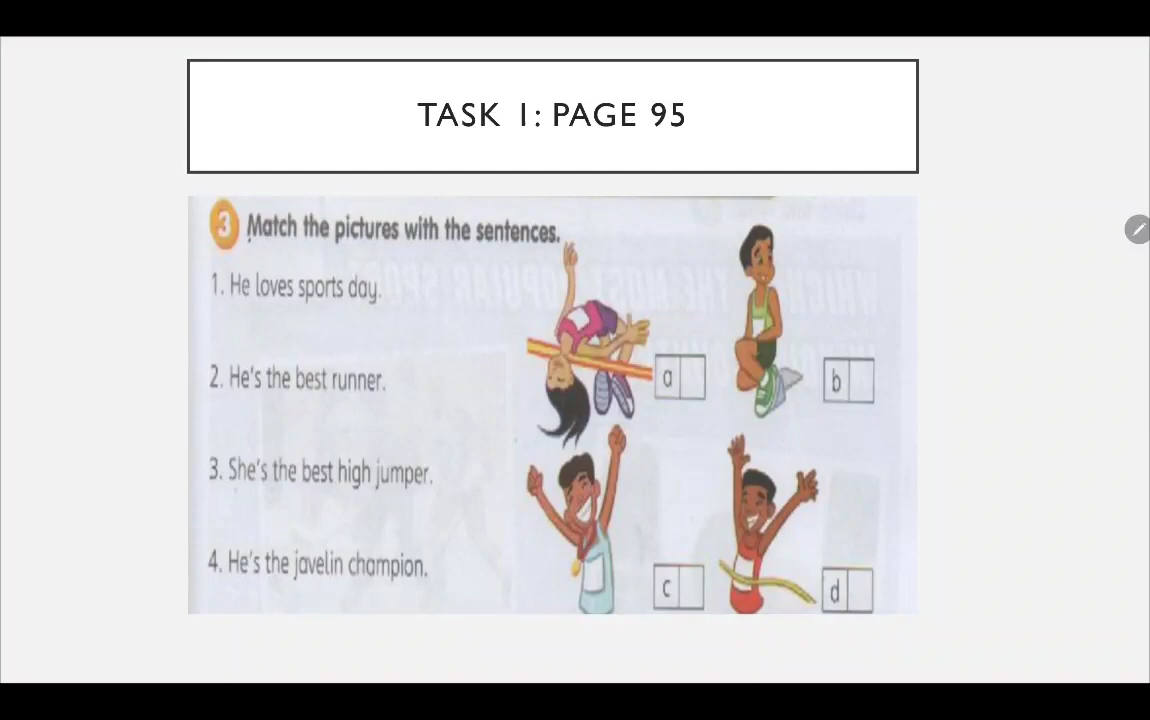 TASK 1: PAGE 95
3 Match the pictures with the sentences.
1. He loves sports day.
2. He's the best runner.
3. She's the best high jumper.
4. He's the javelin champion.
a
b
c
d